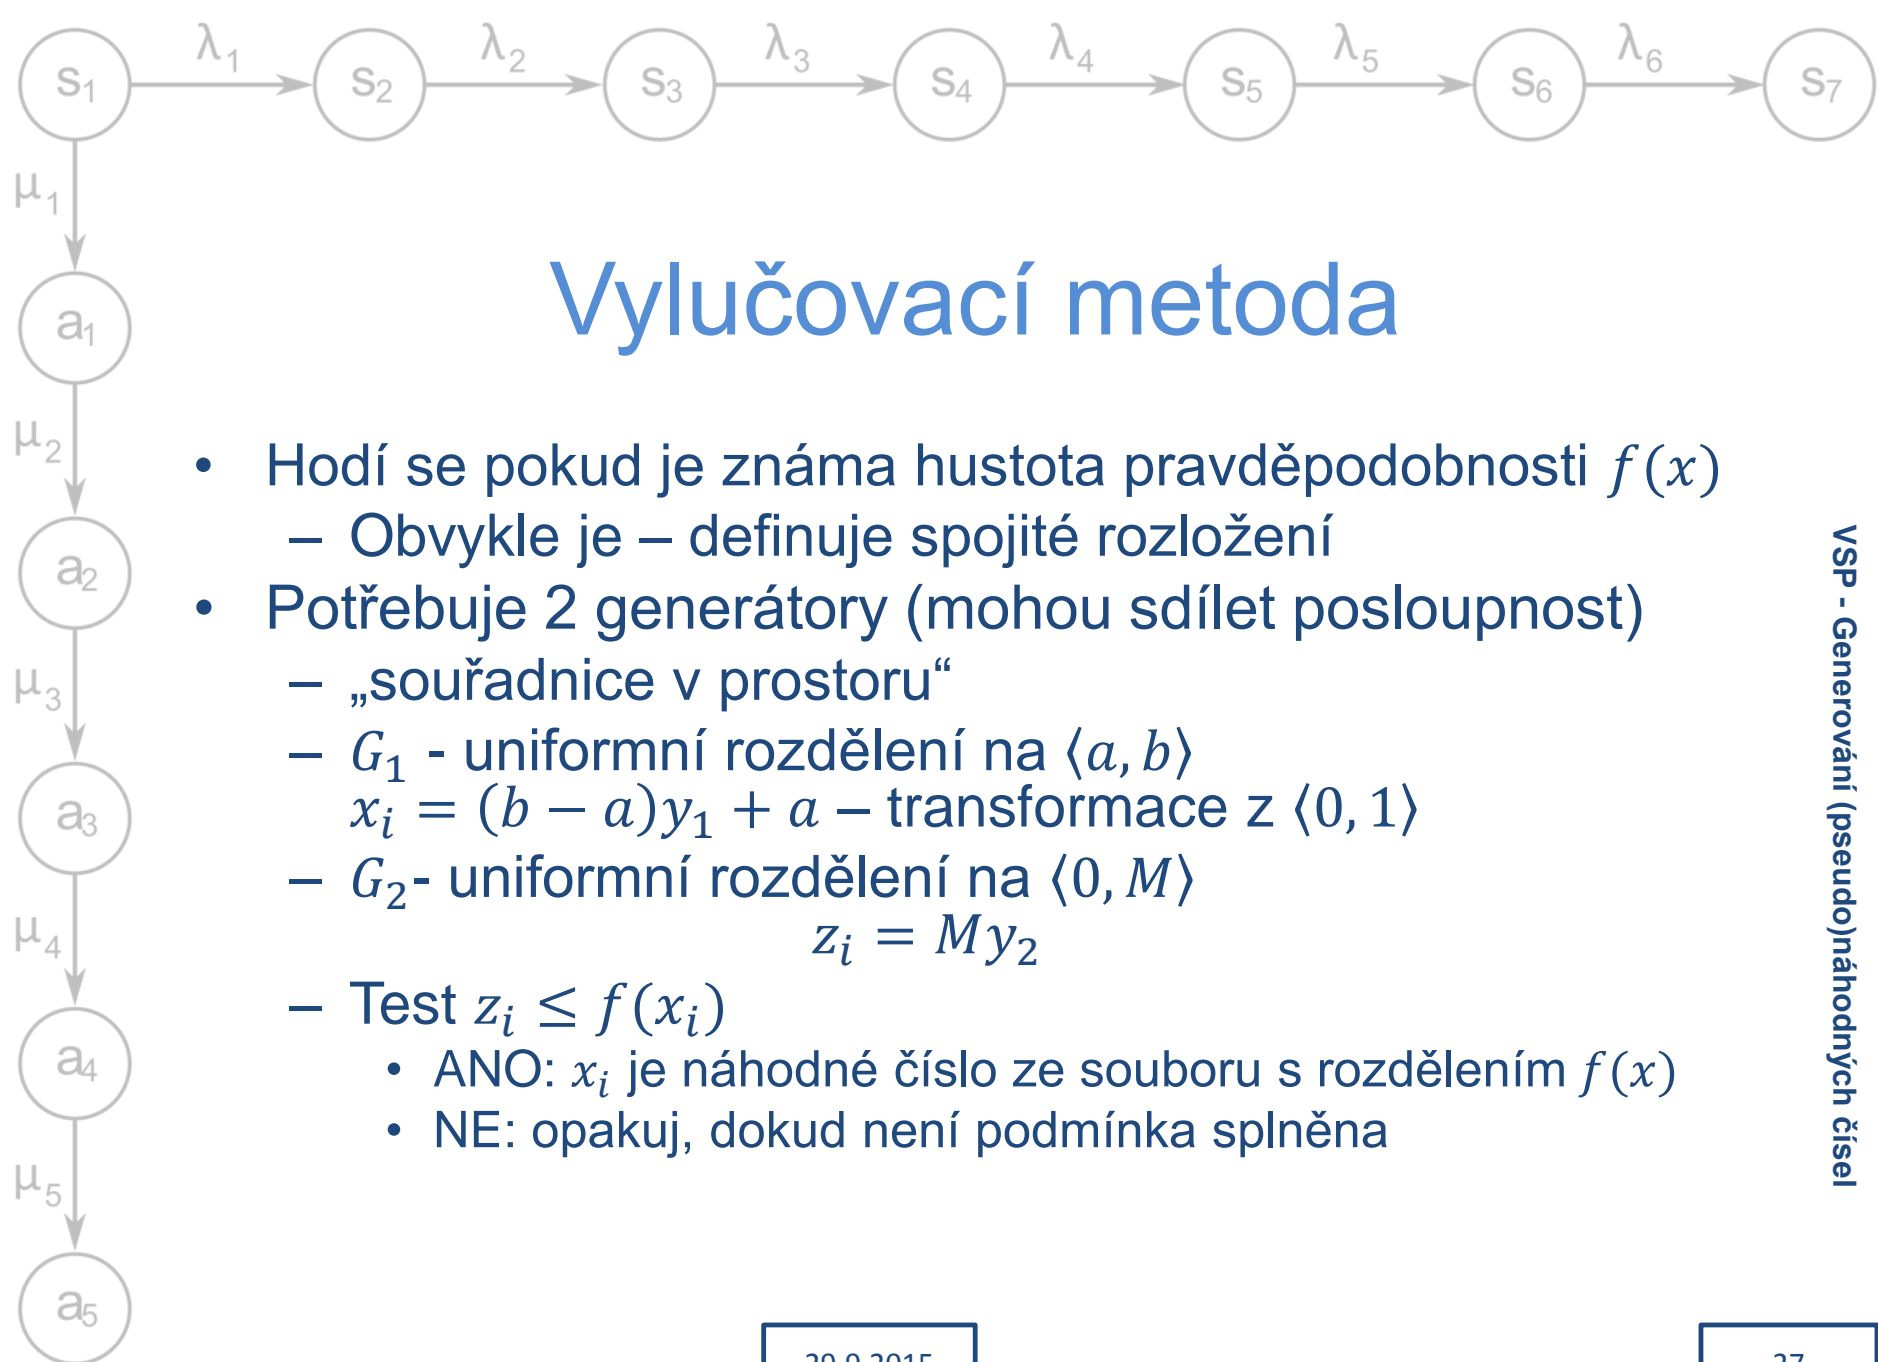 s₁ λ₁ s₂ λ₂ s₃ λ₃ s₄ λ₄ s₅ λ₅ s₆ λ₆ s₇
μ₁
a₁
μ₂
a₂
μ₃
a₃
μ₄
a₄
μ₅
a₅
Vylučovací metoda
• Hodí se pokud je známa hustota pravděpodobnosti f(x)
– Obvykle je – definuje spojité rozložení
• Potřebuje 2 generátory (mohou sdílet posloupnost)
– „souřadnice v prostoru“
– G₁ - uniformní rozdělení na ⟨a, b⟩
xᵢ = (b − a)y₁ + a – transformace z ⟨0, 1⟩
– G₂- uniformní rozdělení na ⟨0, M⟩
zᵢ = My₂
– Test zᵢ ≤ f(xᵢ)
• ANO: xᵢ je náhodné číslo ze souboru s rozdělením f(x)
• NE: opakuj, dokud není podmínka splněna
VSP - Generování (pseudo)náhodných čísel
29.9.2015
37